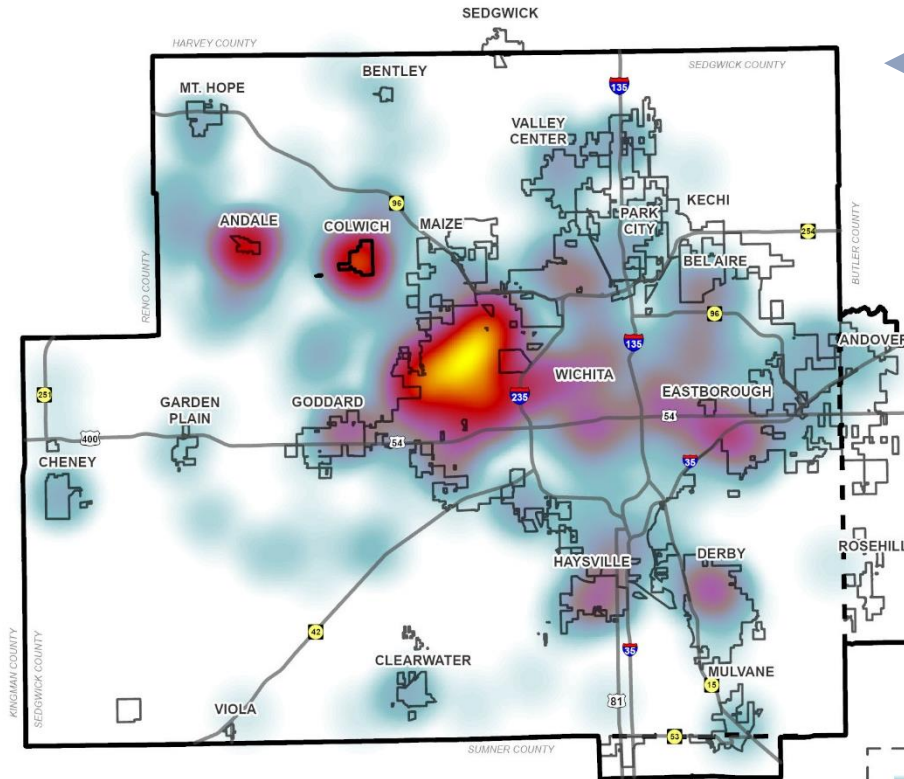 SEDGWICK
HARVEY COUNTY
SEDGWICK COUNTY
BENTLEY
MT. HOPE
135
VALLEY
CENTER
96
ANDALE
COLWICH
MAIZE
PARK
CITY
KECHI
254
BEL AIRE
RENO COUNTY
BUTLER COUNTY
96
135
ANDOVER
WICHITA
251
235
EASTBOROUGH
GARDEN
PLAIN
GODDARD
54
400
54
35
CHENEY
HAYSVILLE
DERBY
ROSEHILL
42
35
KINGMAN COUNTY
SEDGWICK COUNTY
CLEARWATER
MULVANE
15
81
VIOLA
53
SUMNER COUNTY